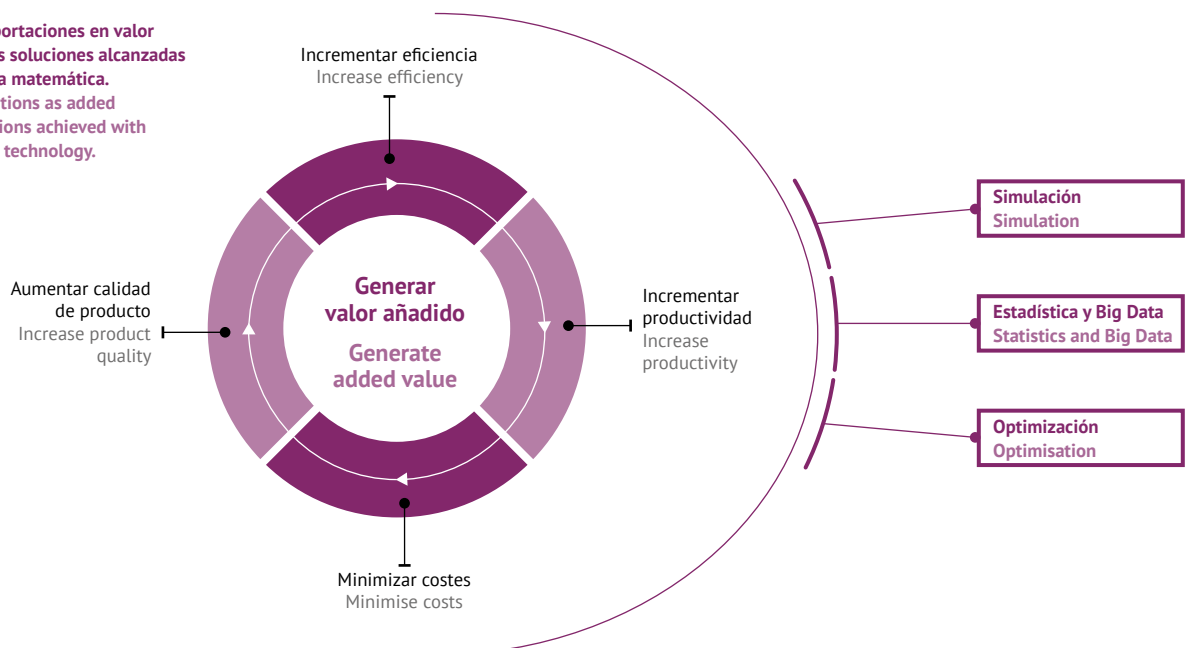 portaciones en valor
s soluciones alcanzadas
a matemática.
tions as added
ions achieved with
technology.
Incrementar eficiencia
Increase efficiency
Aumentar calidad
de producto
Increase product
quality
Generar
valor añadido
Generate
added value
Incrementar
productividad
Increase
productivity
Minimizar costes
Minimise costs
Simulación
Simulation
Estadística y Big Data
Statistics and Big Data
Optimización
Optimisation